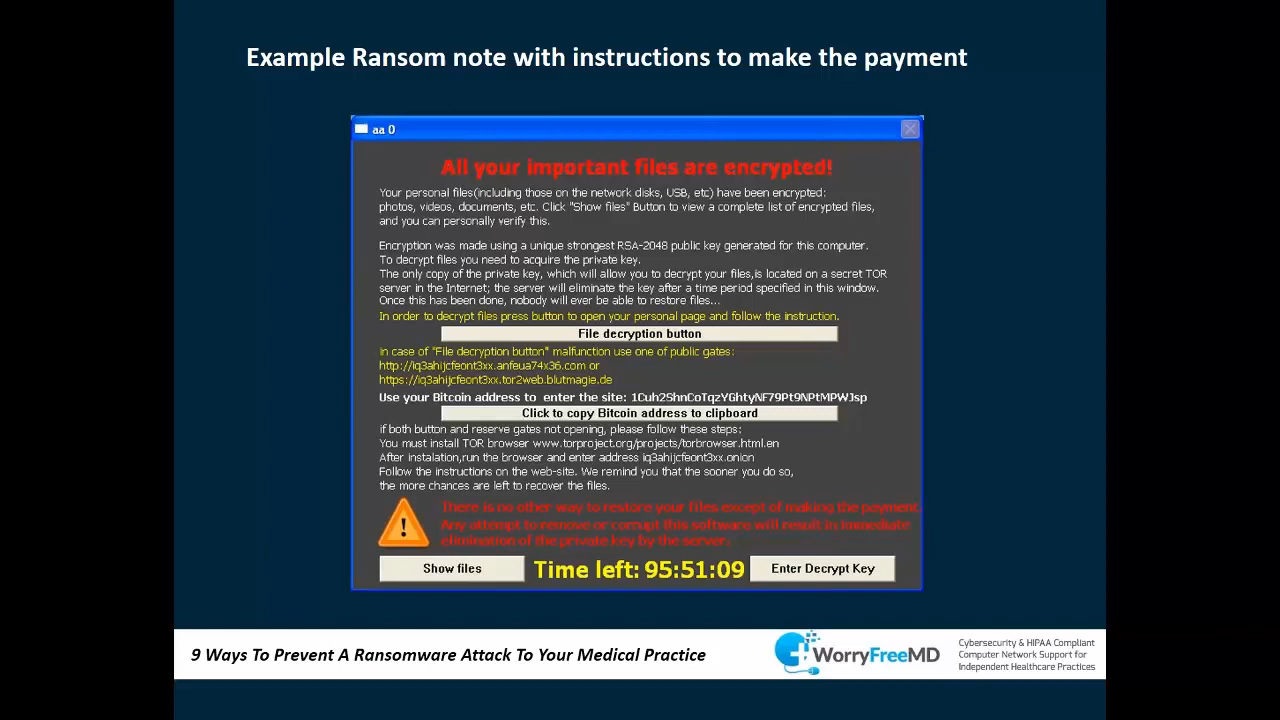 Example Ransom note with instructions to make the payment
aa 0
All your important files are encrypted!
Your personal files(including those on the network disks, USB, etc) have been encrypted:
photos, videos, documents, etc. Click "Show files" Button to view a complete list of encrypted files,
and you can personally verify this.
Encryption was made using a unique strongest RSA-2048 public key generated for this computer.
To decrypt files you need to acquire the private key.
The only copy of the private key, which will allow you to decrypt your files,is located on a secret TOR
server in the Internet; the server will eliminate the key after a time period specified in this window.
Once this has been done, nobody will ever be able to restore files...
In order to decrypt files press button to open your personal page and follow the instruction.
File decryption button
in case of "File decryption button" malfunction use one of public gates:
http://iq3ahijcfeont3xx.anfeua74x36.com or
https://iq3ahijcfeont3xx.tor2web.blutmagie.de
Use your Bitcoin address to enter the site: 1Cuh2ShnCoTqzYGhtyNF79Pt9NPtMPWJsp
Click to copy Bitcoin address to clipboard
if both button and reserve gates not opening, please follow these steps:
You must install TOR browser www.torproject.org/projects/torbrowser.html.en
After instalation,run the browser and enter address iq3ahijcfeont3xx.onion
Follow the instructions on the web-site. We remind you that the sooner you do so,
the more chances are left to recover the files.
There is no other way to restore your files except of making the payment.
Any attempt to remove or corrupt this software will result in immediate
elimination of the private key by the server.
Show files
Time left: 95:51:09
Enter Decrypt Key
9 Ways To Prevent A Ransomware Attack To Your Medical Practice
WorryFreeMD
Cybersecurity & HIPAA Compliant
Computer Network Support for
Independent Healthcare Practices